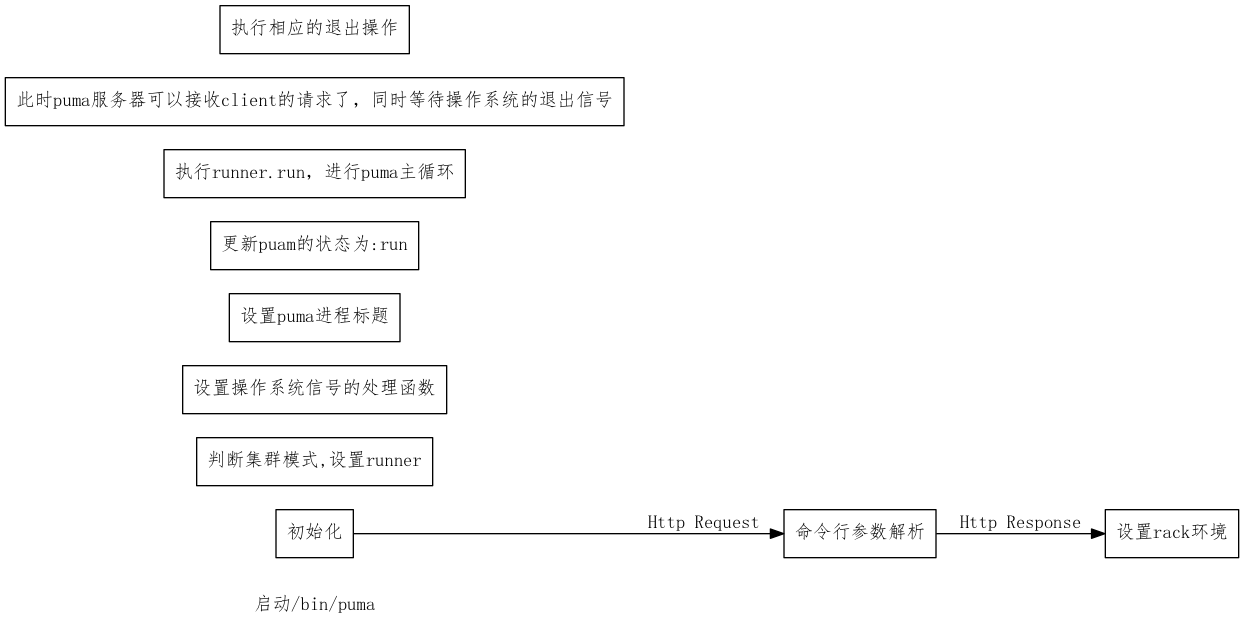 执行相应的退出操作
此时puma服务器可以接收client的请求了，同时等待操作系统的退出信号
执行runner.run，进行puma主循环
更新puam的状态为:run
设置puma进程标题
设置操作系统信号的处理函数
判断集群模式,设置runner
初始化
Http Request
命令行参数解析
Http Response
设置rack环境
启动/bin/puma